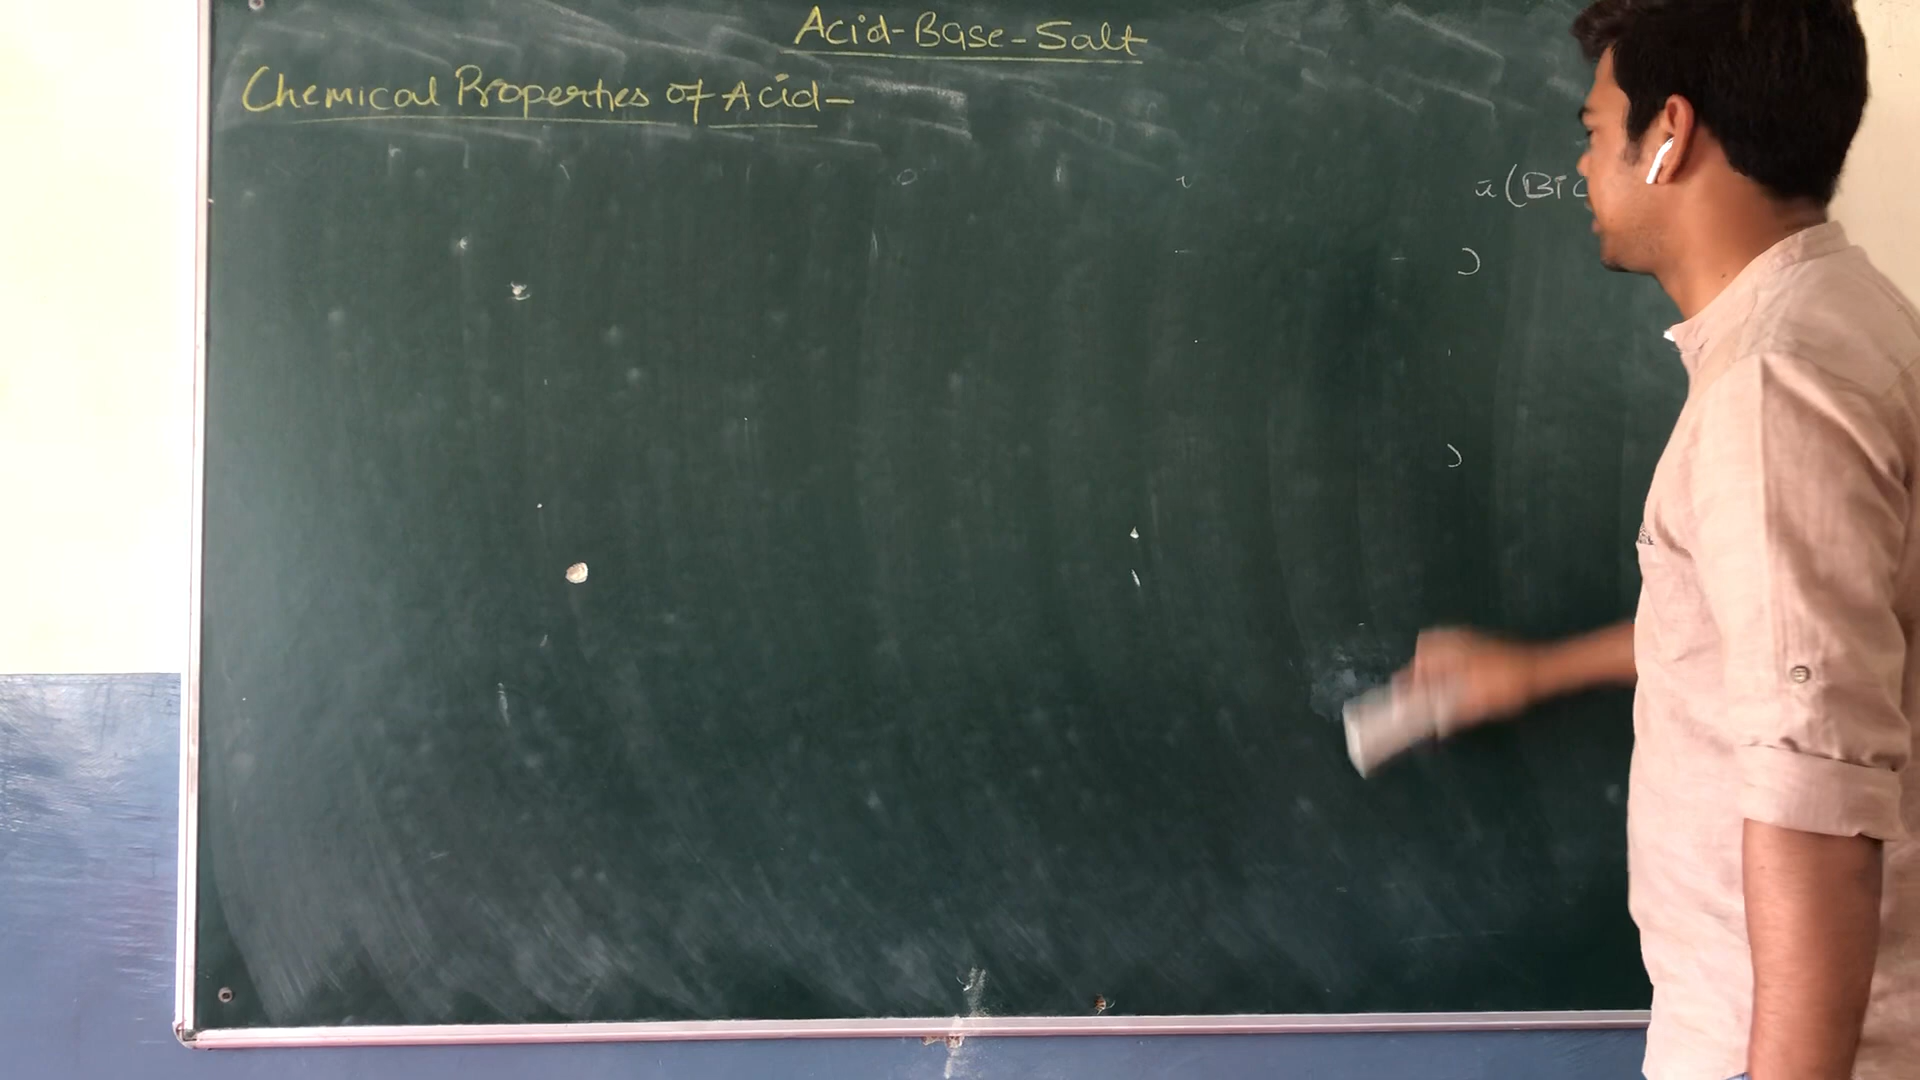 Acid-Base-Salt
Chemical Properties of Acid-